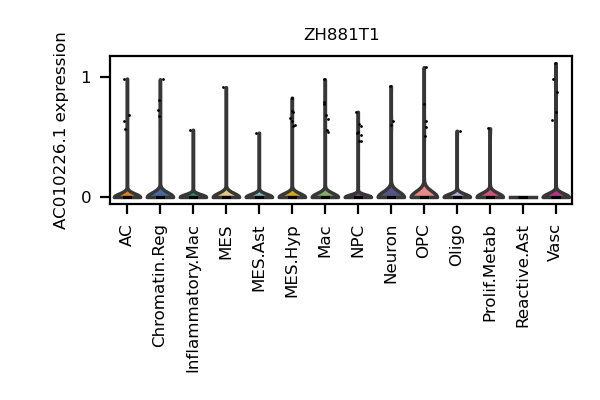 ZH881T1
AC010226.1 expression
1
0
AC
Chromatin.Reg
Inflammatory.Mac
MES
MES.Ast
MES.Hyp
Mac
NPC
Neuron
OPC
Oligo
Prolif.Metab
Reactive.Ast
Vasc